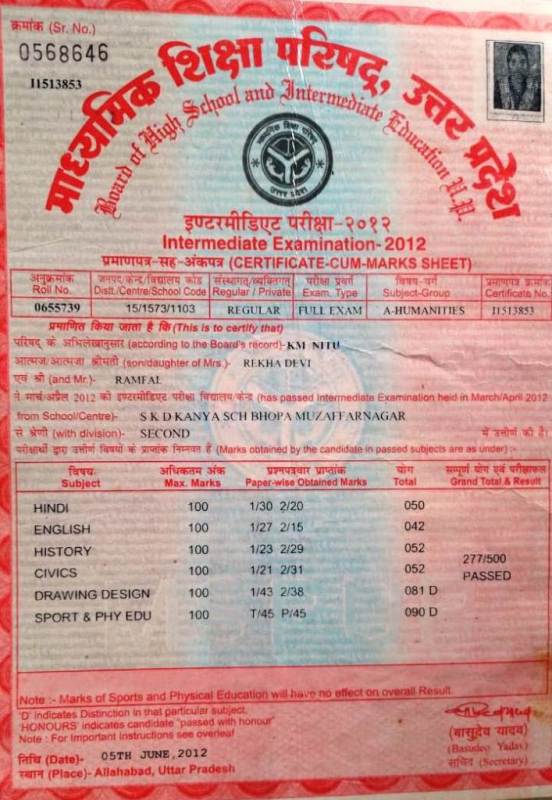 क्रमांक (Sr. No.)
0568646
I1513853
माध्यमिक शिक्षा परिषद्, उत्तर प्रदेश
Board of High School and Intermediate Education U.P.
माध्यमिक शिक्षा परिषद्
उत्तर प्रदेश
इण्टरमीडिएट परीक्षा-२०१२
Intermediate Examination-2012
प्रमाणपत्र-सह-अंकपत्र (CERTIFICATE-CUM-MARKS SHEET)
अनुक्रमांक जनपद/केन्द्र/विद्यालय कोड संस्थागत/व्यक्तिगत परीक्षा प्रकार विषय-वर्ग प्रमाणपत्र क्रमांक
Roll No. Distt./Centre/School Code Regular / Private Exam. Type Subject-Group Certificate No.
0655739 15/1573/1103 REGULAR FULL EXAM A-HUMANITIES I1513853
प्रमाणित किया जाता है कि(This is to certify that)
परिषद् के अभिलेखानुसार (according to the Board's record)- KM NITU
आत्मज/आत्मजा श्रीमती (son/daughter of Mrs.)- REKHA DEVI
एवं श्री (and Mr.)- RAMFAL
ने मार्च/अप्रैल 2012 की इण्टरमीडिएट परीक्षा विद्यालय/केन्द्र (has passed Intermediate Examination held in March/April 2012
from School/Centre)- S K D KANYA SCH BHOPA MUZAFFARNAGAR
से श्रेणी (with division)- SECOND में उत्तीर्ण की है।
परीक्षार्थी द्वारा उत्तीर्ण विषयों के प्राप्तांक निम्नवत हैं (Marks obtained by the candidate in passed subjects are as under) :-
विषय अधिकतम अंक प्रश्नपत्रवार प्राप्तांक योग सम्पूर्ण योग एवं परीक्षाफल
Subject Max. Marks Paper-wise Obtained Marks Total Grand Total & Result
HINDI 100 1/30 2/20 050
ENGLISH 100 1/27 2/15 042
HISTORY 100 1/23 2/29 052
277/500
CIVICS 100 1/21 2/31 052
PASSED
DRAWING DESIGN 100 1/43 2/38 081 D
SPORT & PHY EDU 100 T/45 P/45 090 D
Note :- Marks of Sports and Physical Education will have no effect on overall Result.
'D' indicates Distinction in that particular subject.
'HONOURS' indicates candidate "passed with honour"
Note : For Important Instructions see overleaf
(वासुदेव यादव)
(Basudeo Yadav)
तिथि (Date)- 05TH JUNE,2012
सचिव (Secretary)
स्थान (Place)- Allahabad, Uttar Pradesh